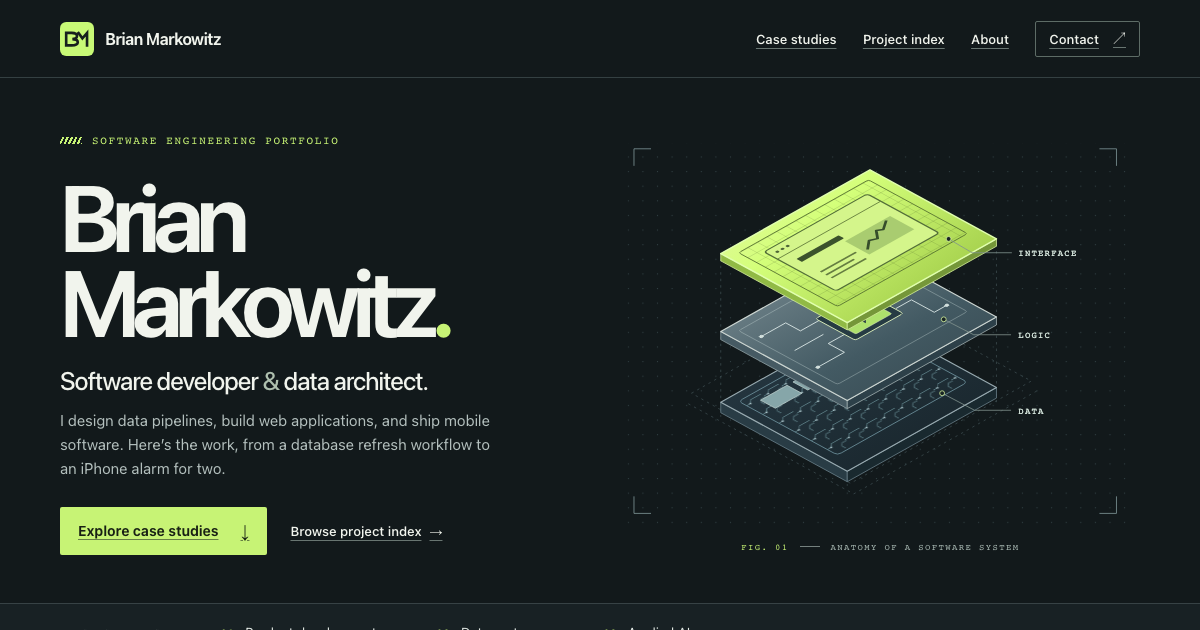 BM Brian Markowitz
Case studies Project index About Contact ↗
SOFTWARE ENGINEERING PORTFOLIO
Brian
Markowitz.
Software developer & data architect.
I design data pipelines, build web applications, and ship mobile
software. Here’s the work, from a database refresh workflow to
an iPhone alarm for two.
Explore case studies ↓
Browse project index →
INTERFACE
LOGIC
DATA
FIG. 01 — ANATOMY OF A SOFTWARE SYSTEM